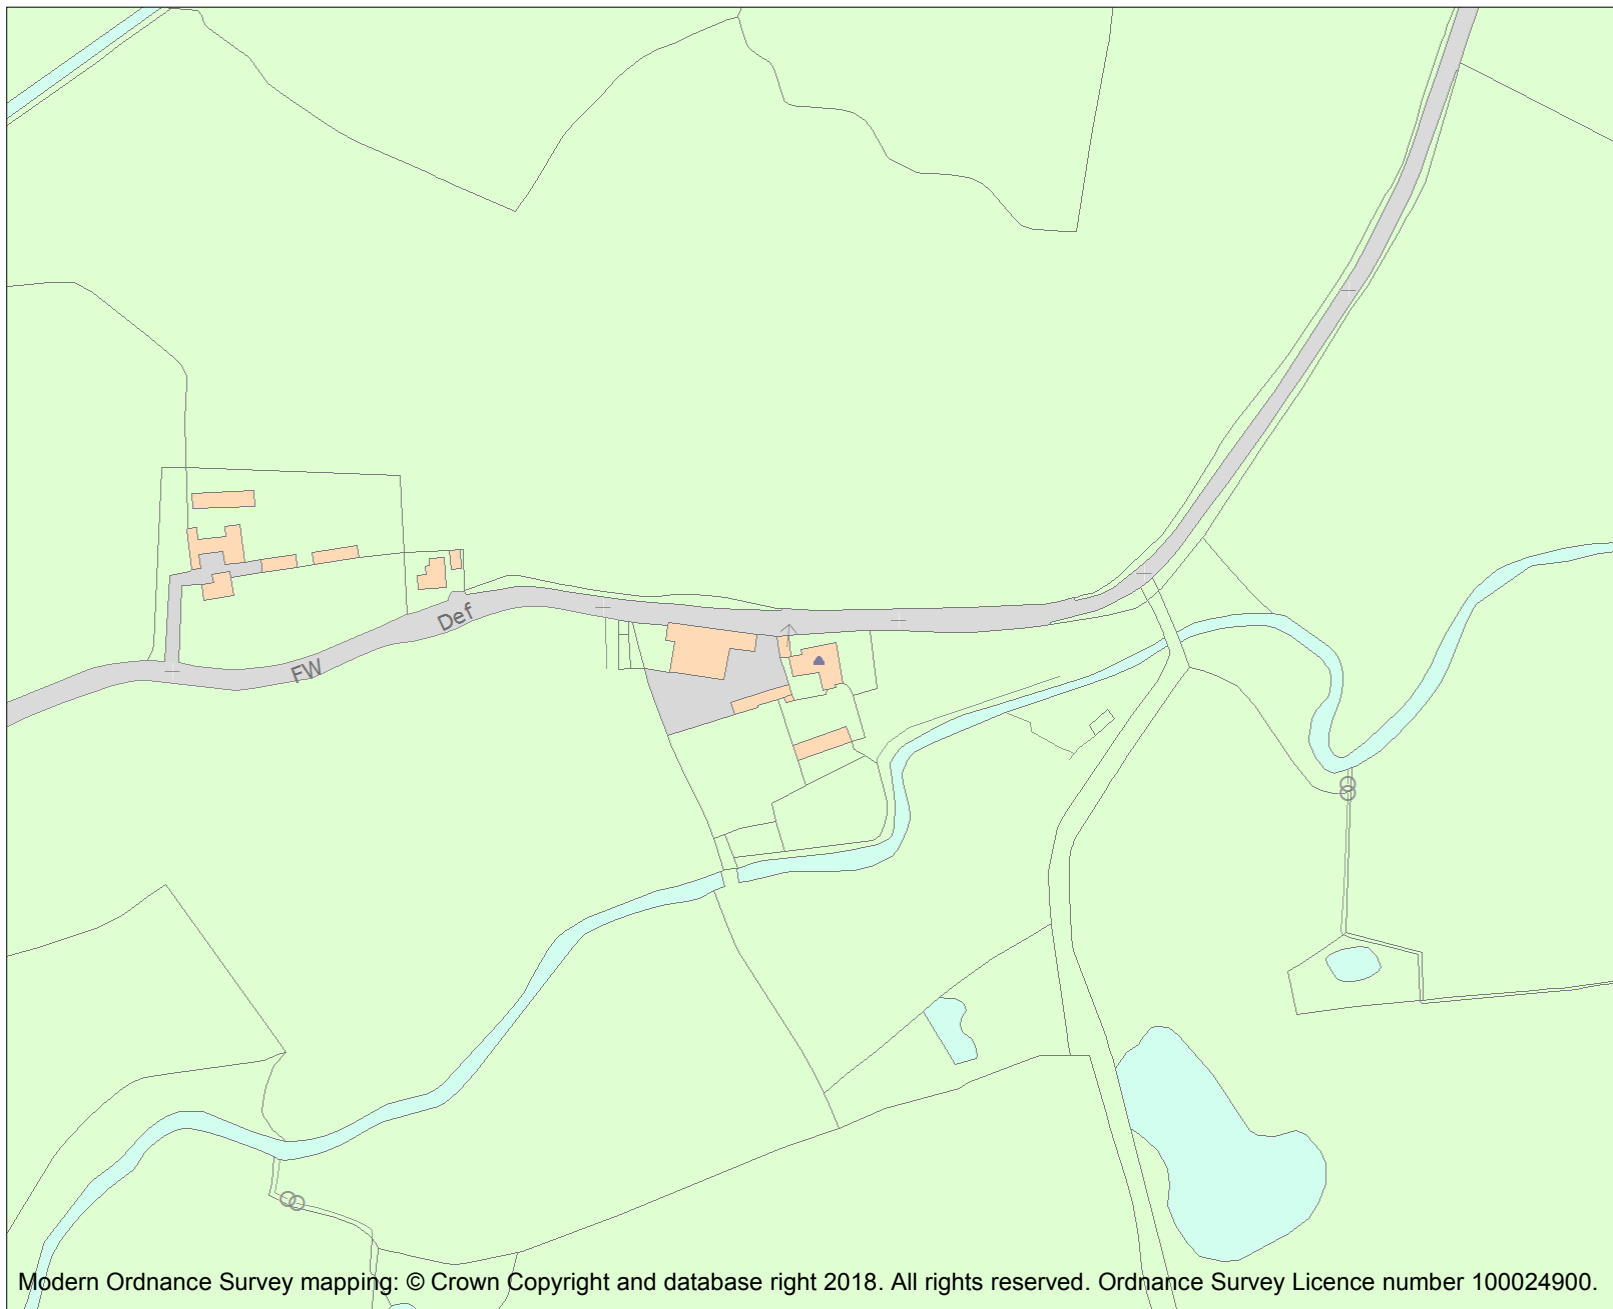 Def
FW
Modern Ordnance Survey mapping: © Crown Copyright and database right 2018. All rights reserved. Ordnance Survey Licence number 100024900.